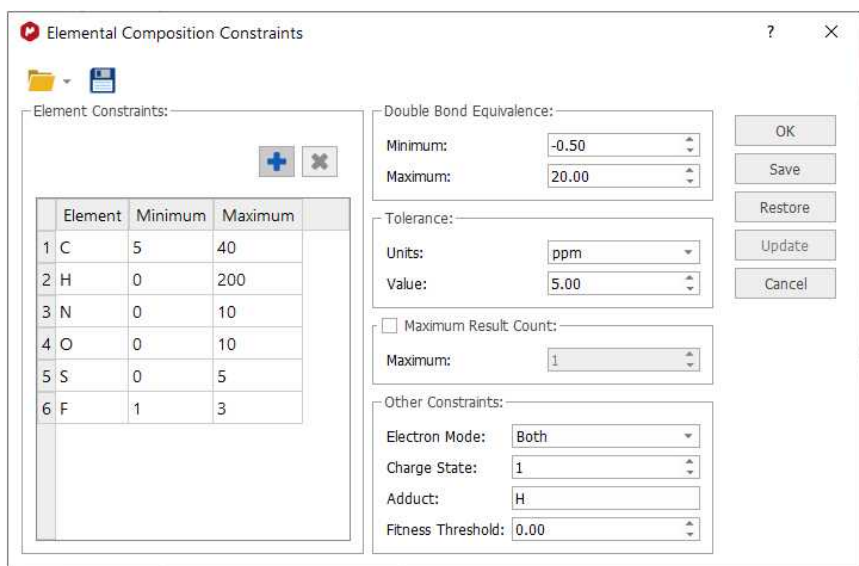 Elemental Composition Constraints
?
Element Constraints:
Element Minimum Maximum
1 C 5 40
2 H 0 200
3 N 0 10
4 O 0 10
5 S 0 5
6 F 1 3
Double Bond Equivalence:
Minimum: -0.50
Maximum: 20.00
Tolerance:
Units: ppm
Value: 5.00
Maximum Result Count:
Maximum: 1
Other Constraints:
Electron Mode: Both
Charge State: 1
Adduct: H
Fitness Threshold: 0.00
OK
Save
Restore
Update
Cancel